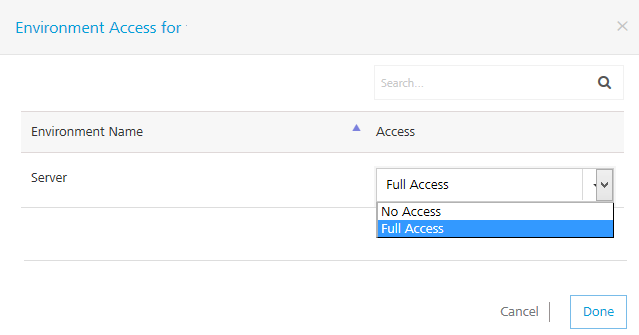 Environment Access for
Search...
Environment Name Access
Server Full Access
No Access
Full Access
Cancel Done